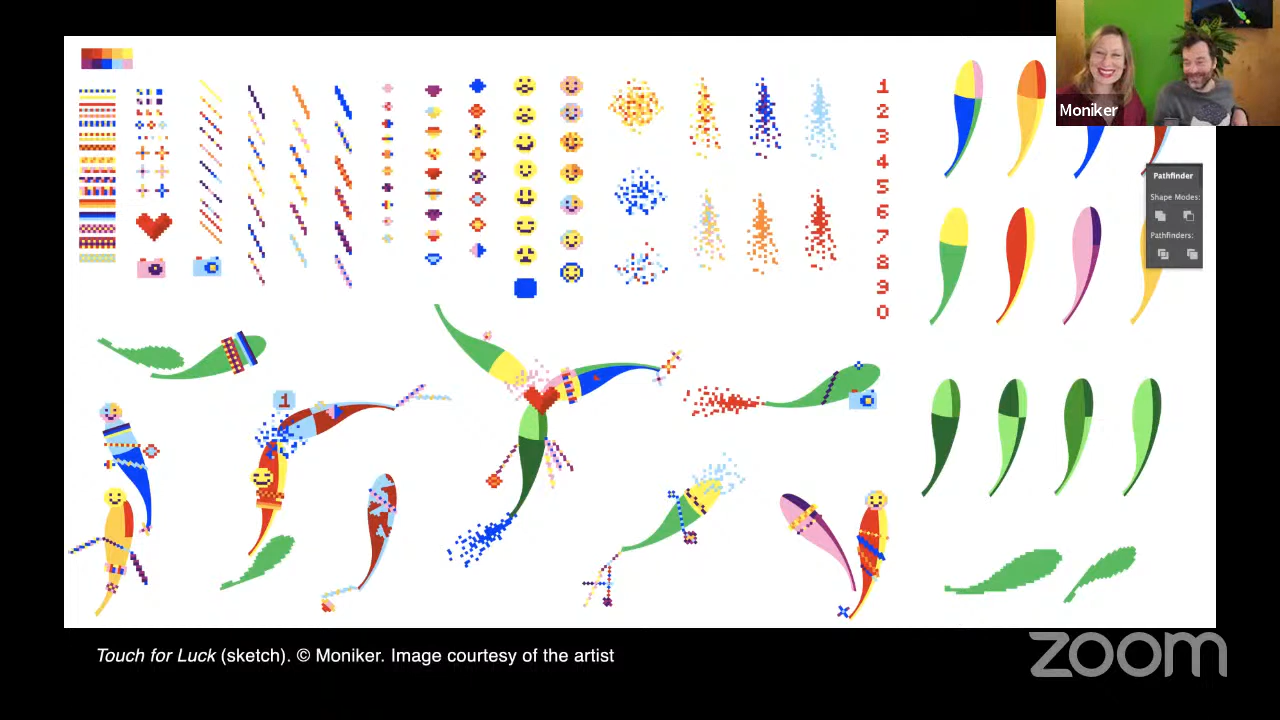 Moniker
1
2
3
4
5
6
7
8
9
0
Pathfinder
Shape Modes:
Pathfinders:
1
Touch for Luck (sketch). © Moniker. Image courtesy of the artist
zoom